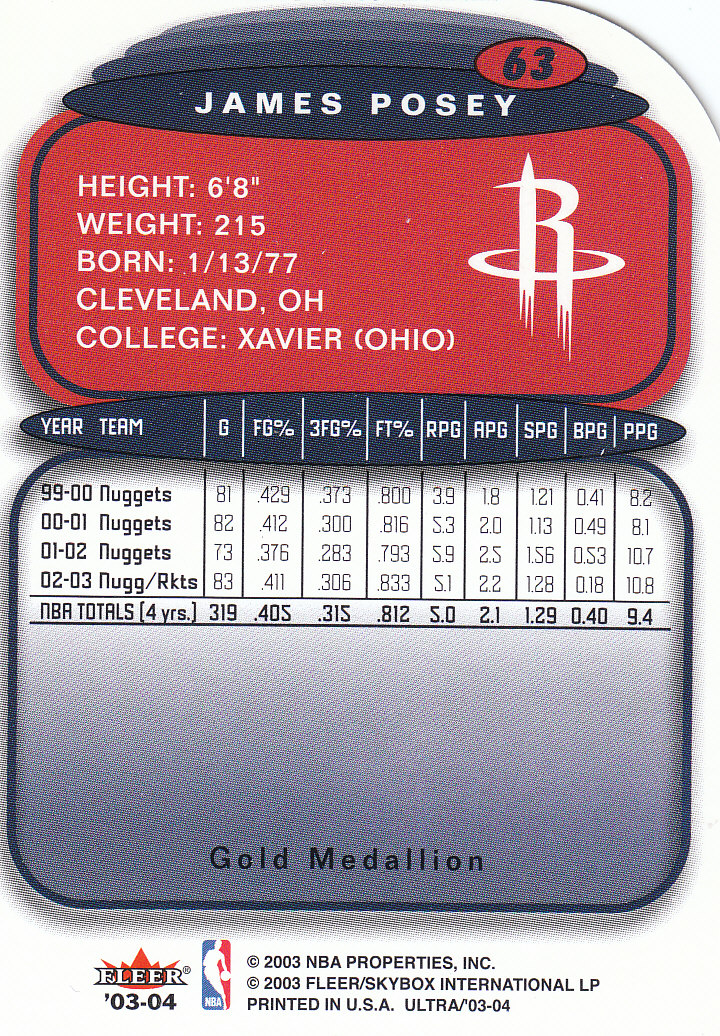 63
JAMES POSEY
HEIGHT: 6'8"
WEIGHT: 215
BORN: 1/13/77
CLEVELAND, OH
COLLEGE: XAVIER (OHIO)
YEAR TEAM G FG% 3FG% FT% RPG APG SPG BPG PPG
99-00 Nuggets 81 .429 .373 .800 3.9 1.8 1.21 0.41 8.2
00-01 Nuggets 82 .412 .300 .816 5.3 2.0 1.13 0.49 8.1
01-02 Nuggets 73 .376 .283 .793 5.9 2.5 1.56 0.53 10.7
02-03 Nugg/Rkts 83 .411 .306 .833 5.1 2.2 1.28 0.18 10.8
NBA TOTALS (4 yrs.) 319 .405 .315 .812 5.0 2.1 1.29 0.40 9.4
Gold Medallion
FLEER®
'03-04
NBA
© 2003 NBA PROPERTIES, INC.
© 2003 FLEER/SKYBOX INTERNATIONAL LP
PRINTED IN U.S.A. ULTRA/'03-04